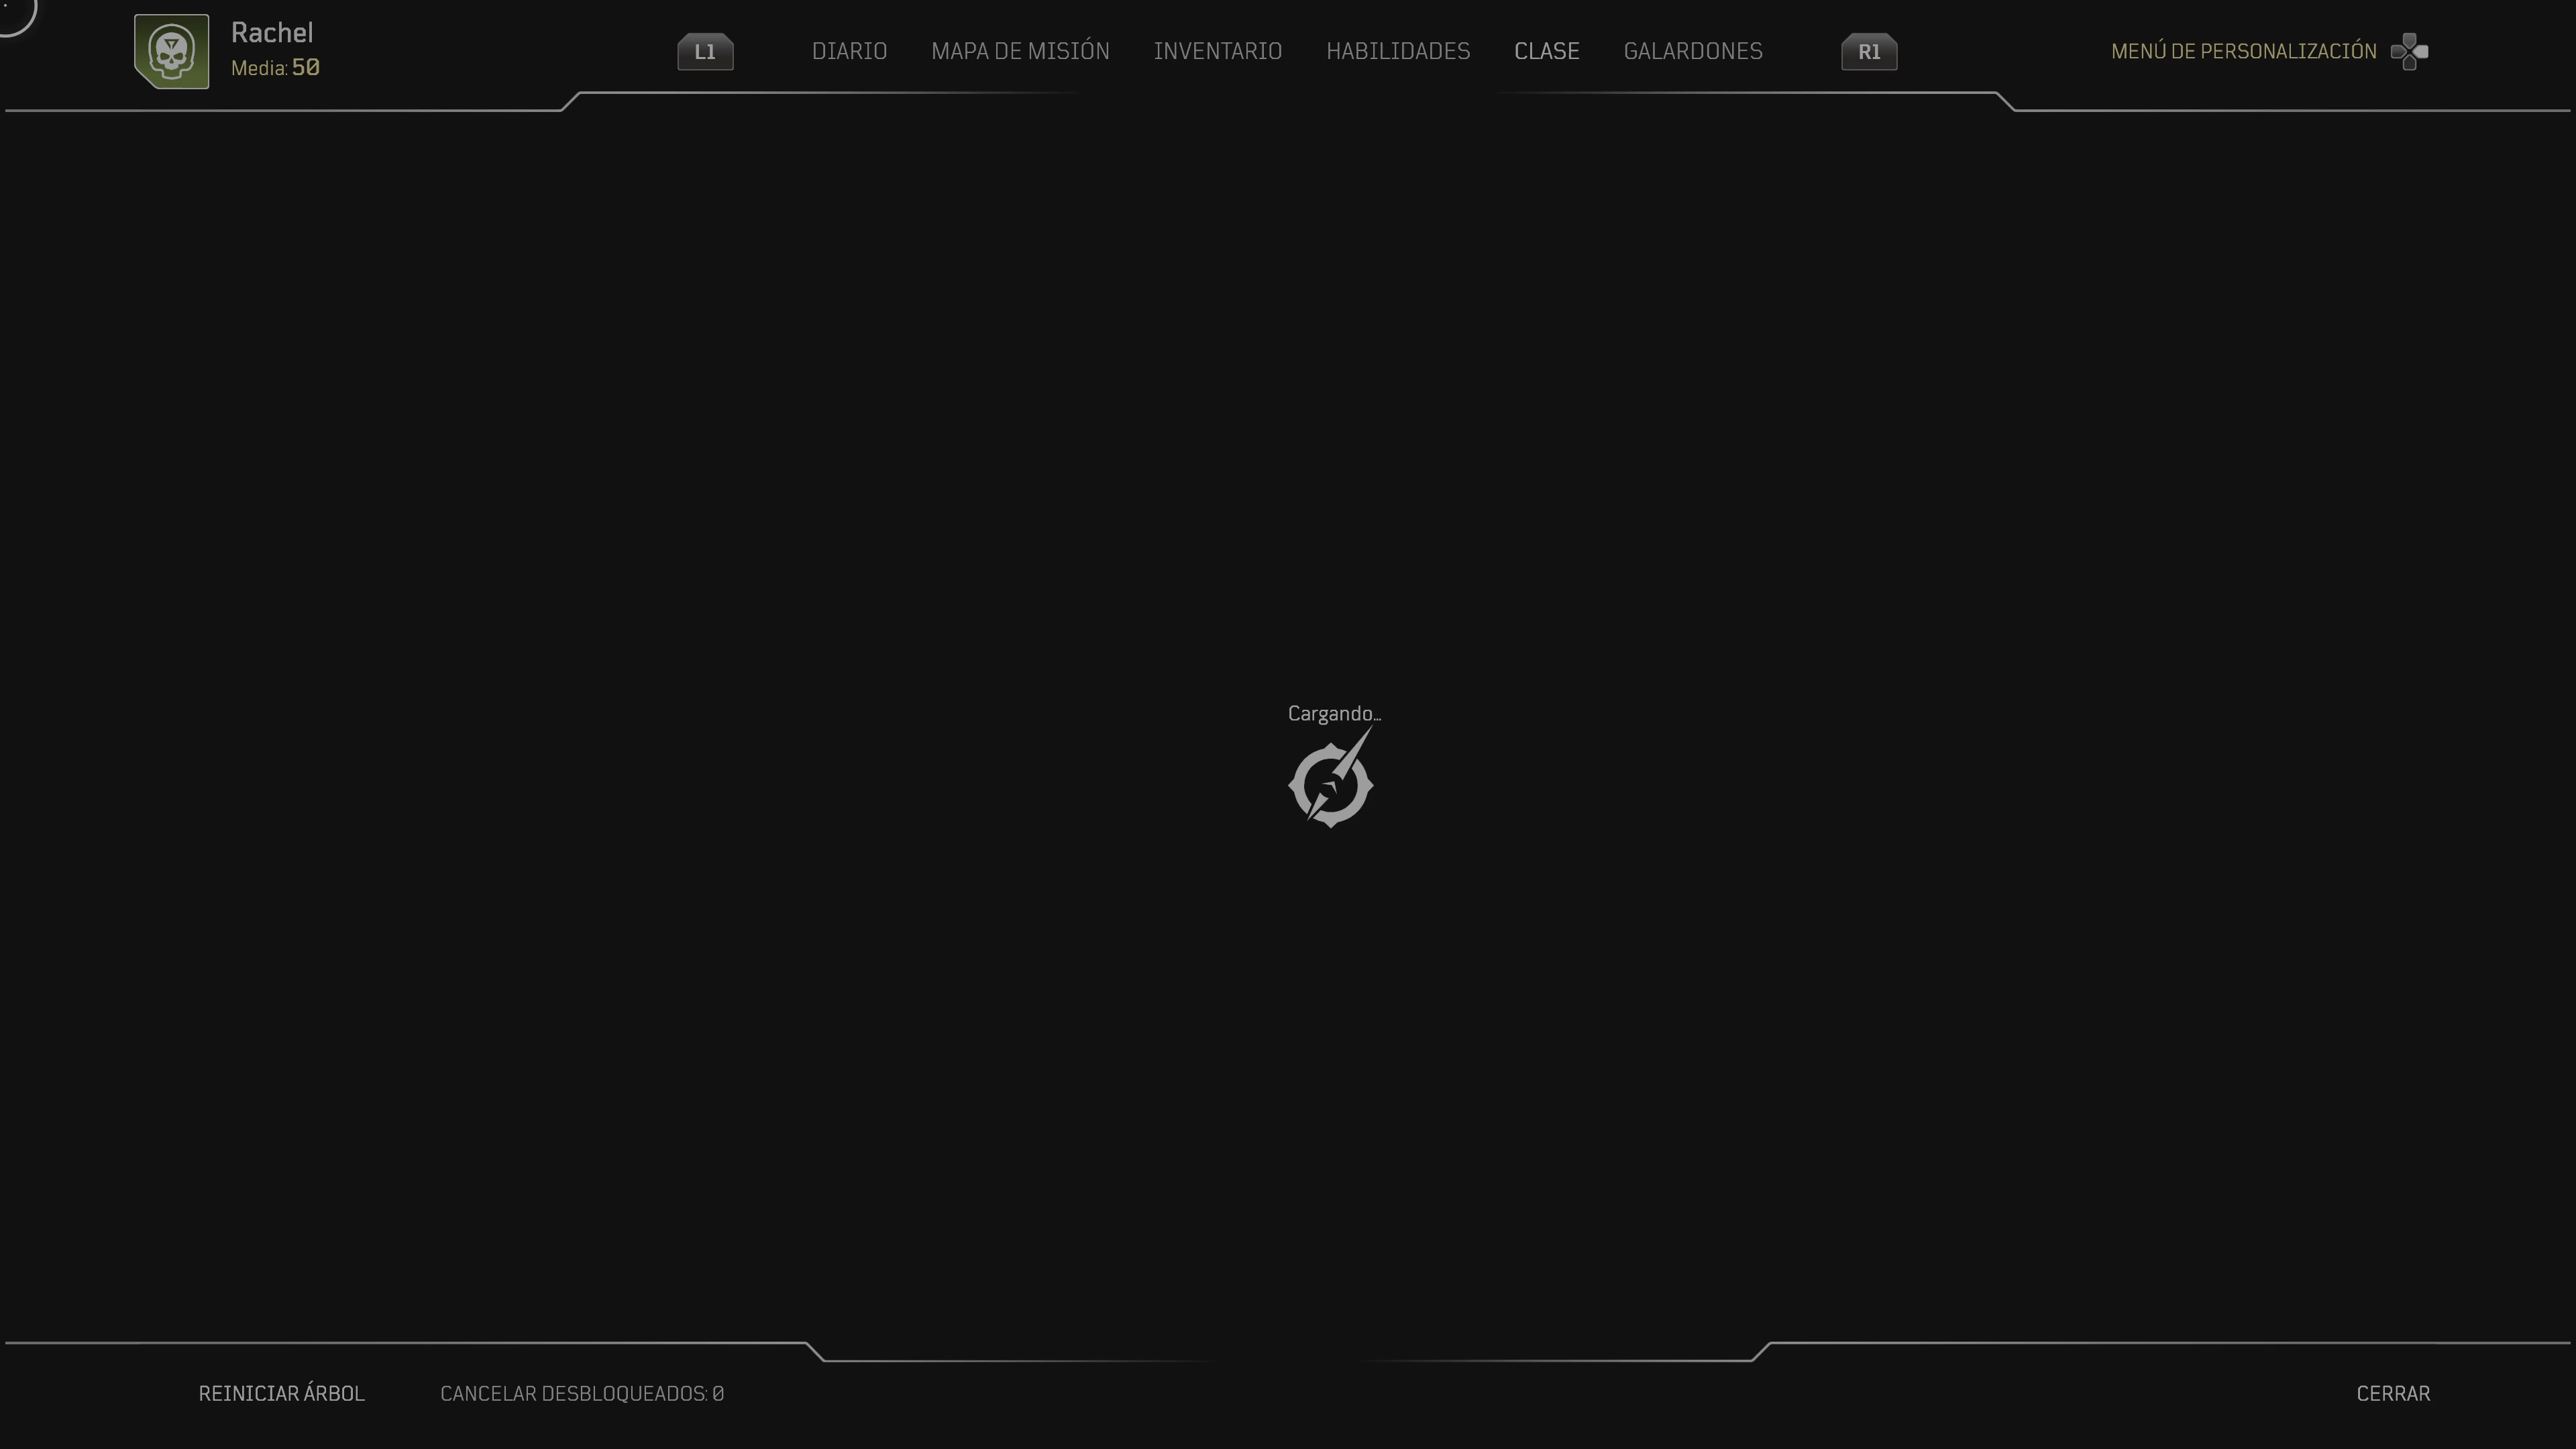 Rachel
Media: 50
L1
DIARIO
MAPA DE MISIÓN
INVENTARIO
HABILIDADES
CLASE
GALARDONES
R1
MENÚ DE PERSONALIZACIÓN
Cargando...
REINICIAR ÁRBOL
CANCELAR DESBLOQUEADOS: 0
CERRAR